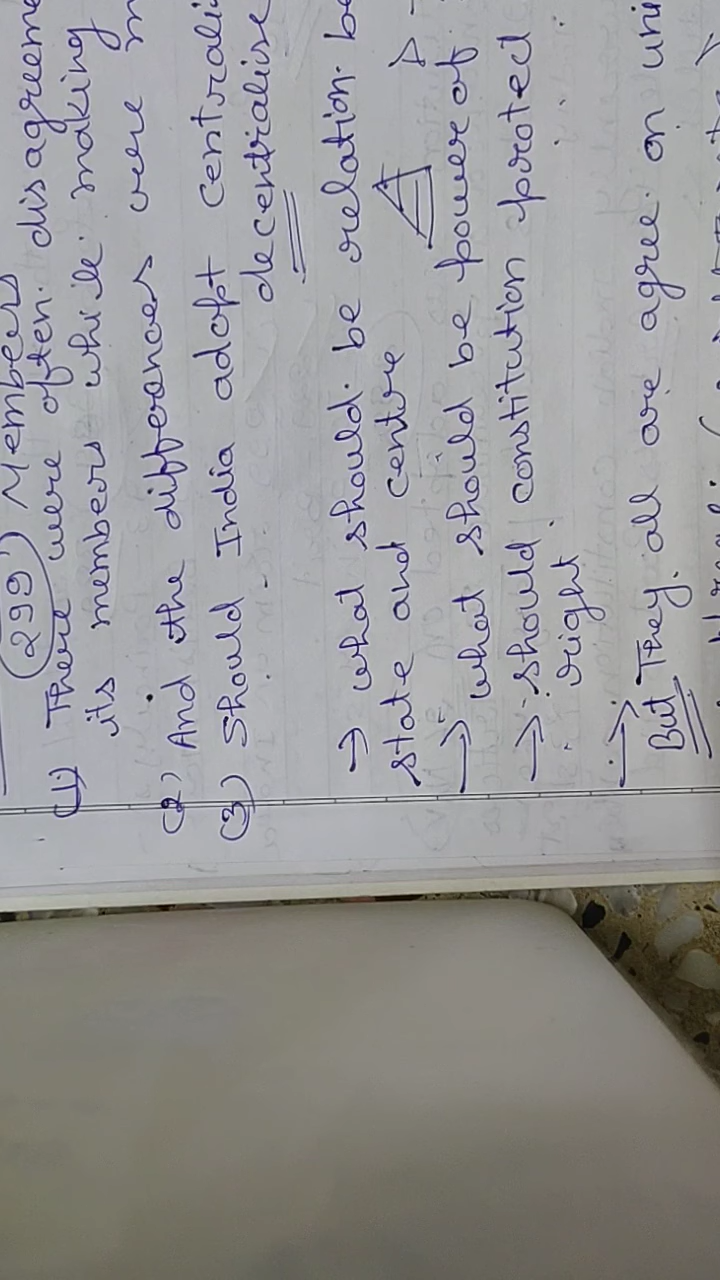 299) Members
(1) There were often. disagreeme
its members while making
(2) And the differences were m
(3) Should India adopt centrali
decentralise
→ what should be relation be
state and centre
→ what should be power of
→ should constitution proted
right
→ But They all are agree on uni